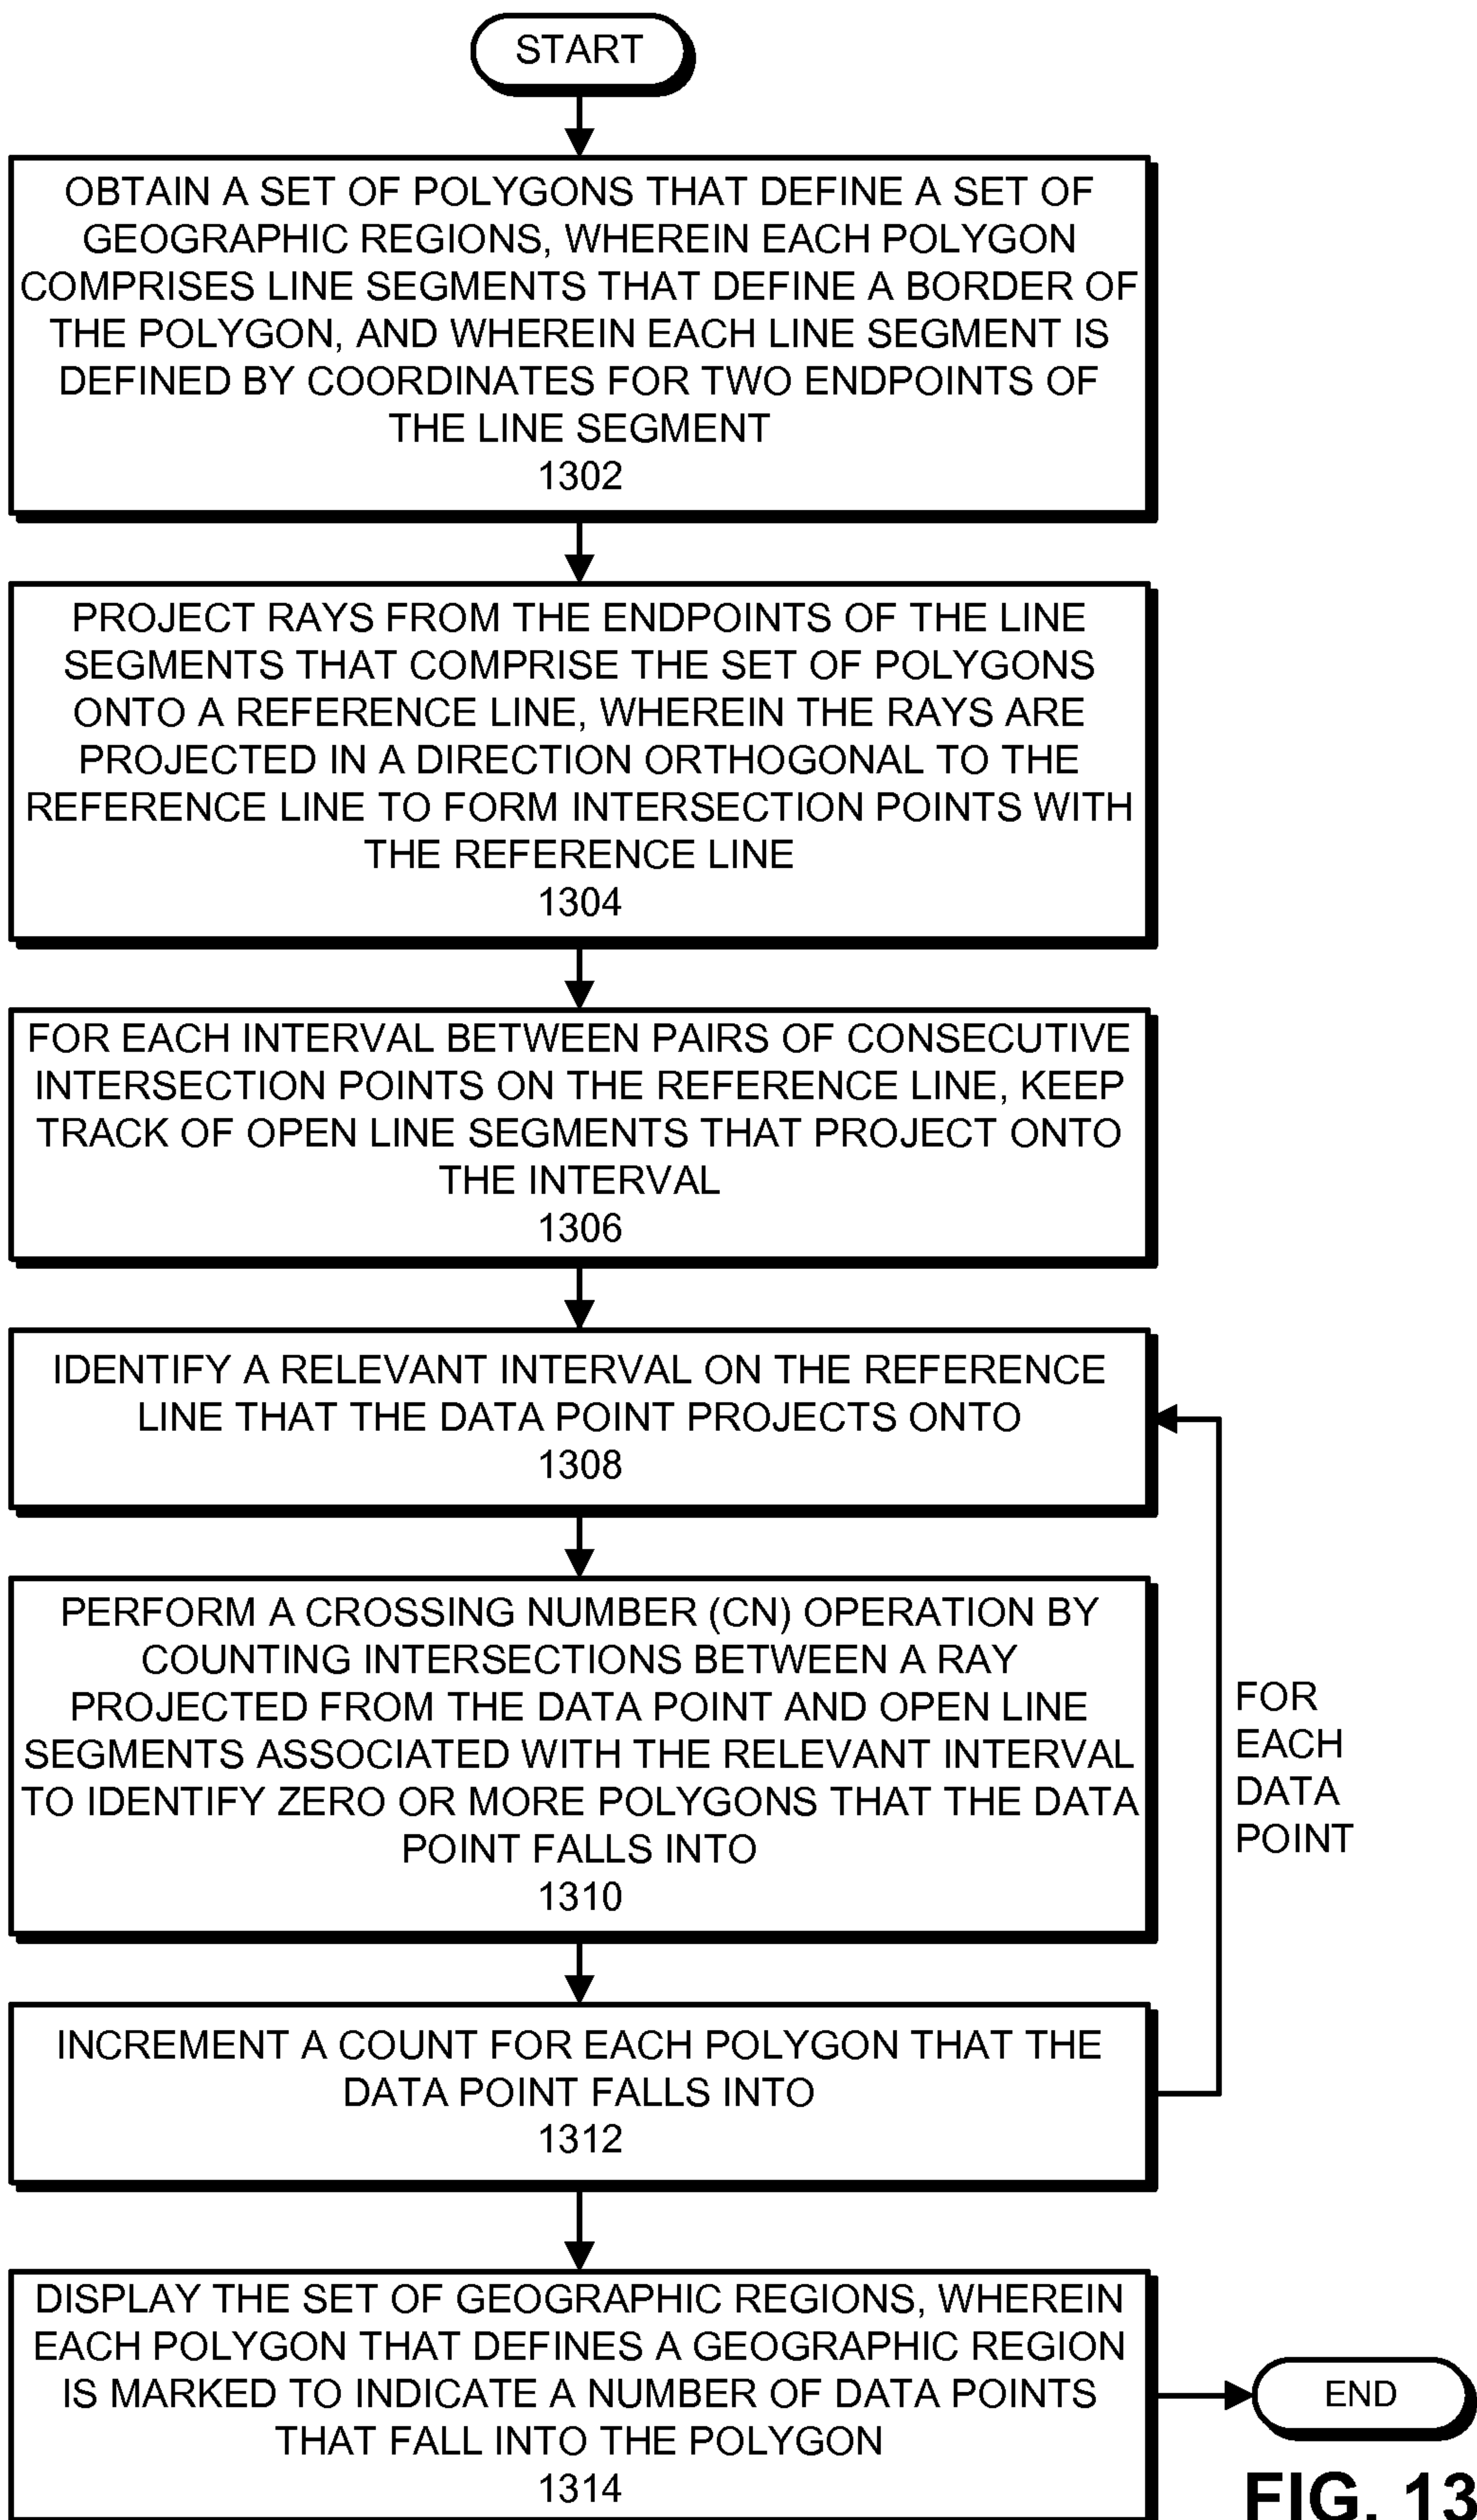 START
OBTAIN A SET OF POLYGONS THAT DEFINE A SET OF
GEOGRAPHIC REGIONS, WHEREIN EACH POLYGON
COMPRISES LINE SEGMENTS THAT DEFINE A BORDER OF
THE POLYGON, AND WHEREIN EACH LINE SEGMENT IS
DEFINED BY COORDINATES FOR TWO ENDPOINTS OF
THE LINE SEGMENT
1302
PROJECT RAYS FROM THE ENDPOINTS OF THE LINE
SEGMENTS THAT COMPRISE THE SET OF POLYGONS
ONTO A REFERENCE LINE, WHEREIN THE RAYS ARE
PROJECTED IN A DIRECTION ORTHOGONAL TO THE
REFERENCE LINE TO FORM INTERSECTION POINTS WITH
THE REFERENCE LINE
1304
FOR EACH INTERVAL BETWEEN PAIRS OF CONSECUTIVE
INTERSECTION POINTS ON THE REFERENCE LINE, KEEP
TRACK OF OPEN LINE SEGMENTS THAT PROJECT ONTO
THE INTERVAL
1306
IDENTIFY A RELEVANT INTERVAL ON THE REFERENCE
LINE THAT THE DATA POINT PROJECTS ONTO
1308
PERFORM A CROSSING NUMBER (CN) OPERATION BY
COUNTING INTERSECTIONS BETWEEN A RAY
PROJECTED FROM THE DATA POINT AND OPEN LINE
SEGMENTS ASSOCIATED WITH THE RELEVANT INTERVAL
TO IDENTIFY ZERO OR MORE POLYGONS THAT THE DATA
POINT FALLS INTO
1310
FOR
EACH
DATA
POINT
INCREMENT A COUNT FOR EACH POLYGON THAT THE
DATA POINT FALLS INTO
1312
DISPLAY THE SET OF GEOGRAPHIC REGIONS, WHEREIN
EACH POLYGON THAT DEFINES A GEOGRAPHIC REGION
IS MARKED TO INDICATE A NUMBER OF DATA POINTS
THAT FALL INTO THE POLYGON
1314
END
FIG. 13